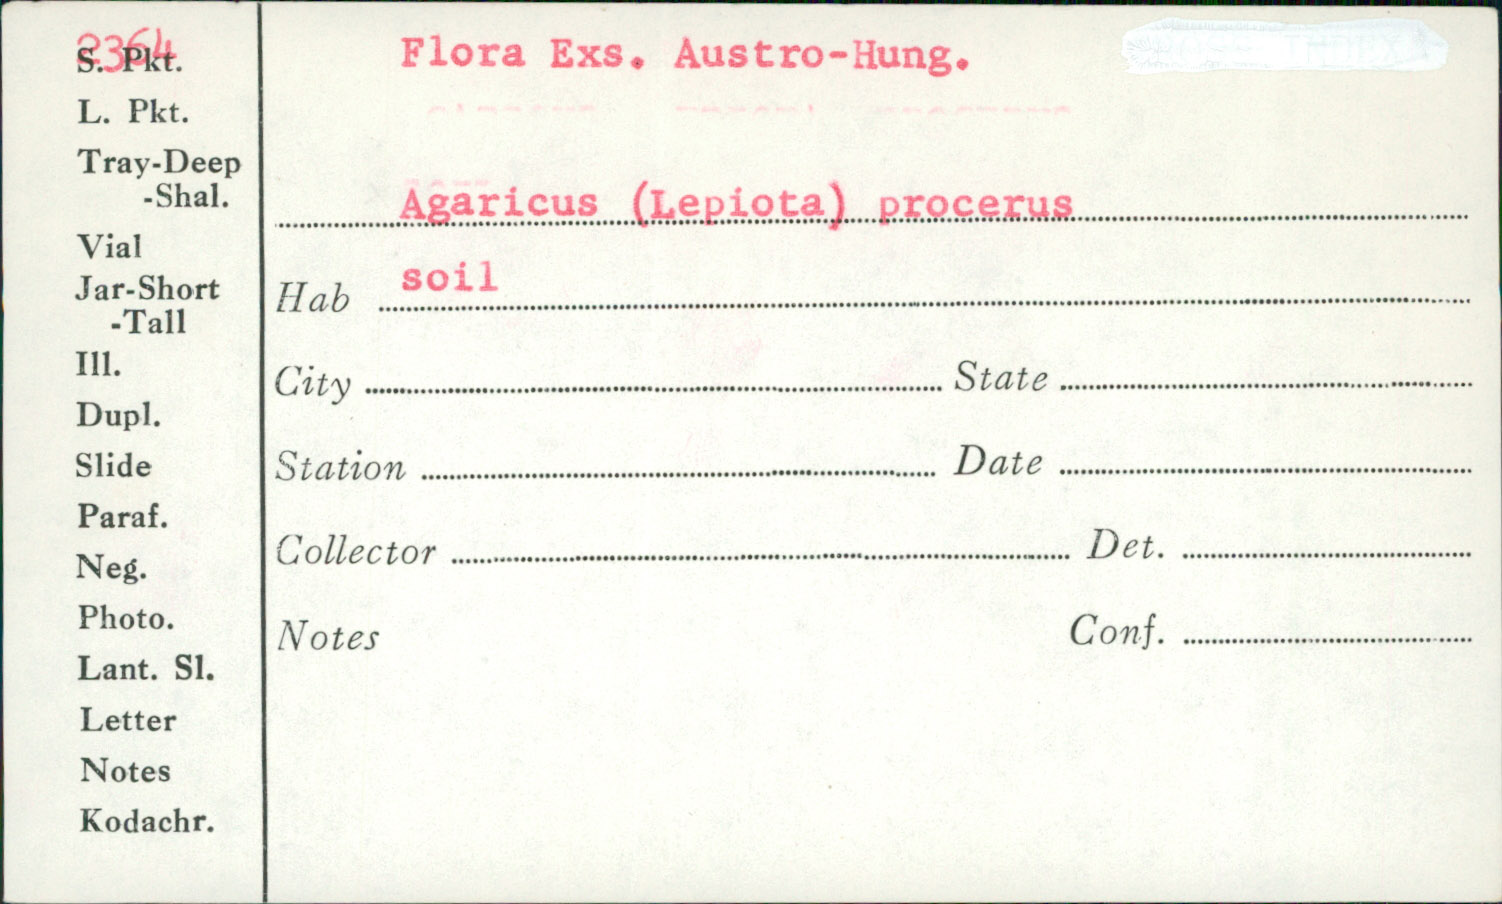 2364
S. Pkt.
L. Pkt.
Tray-Deep
-Shal.
Vial
Jar-Short
-Tall
Ill.
Dupl.
Slide
Paraf.
Neg.
Photo.
Lant. Sl.
Letter
Notes
Kodachr.
Flora Exs. Austro-Hung.
Agaricus (Lepiota) procerus
Hab soil
City State
Station Date
Collector Det.
Notes Conf.